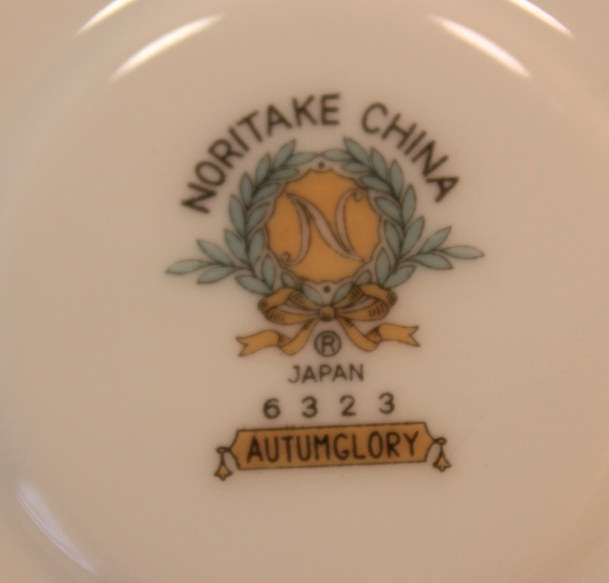 NORITAKE CHINA
N
®
JAPAN
6323
AUTUMGLORY